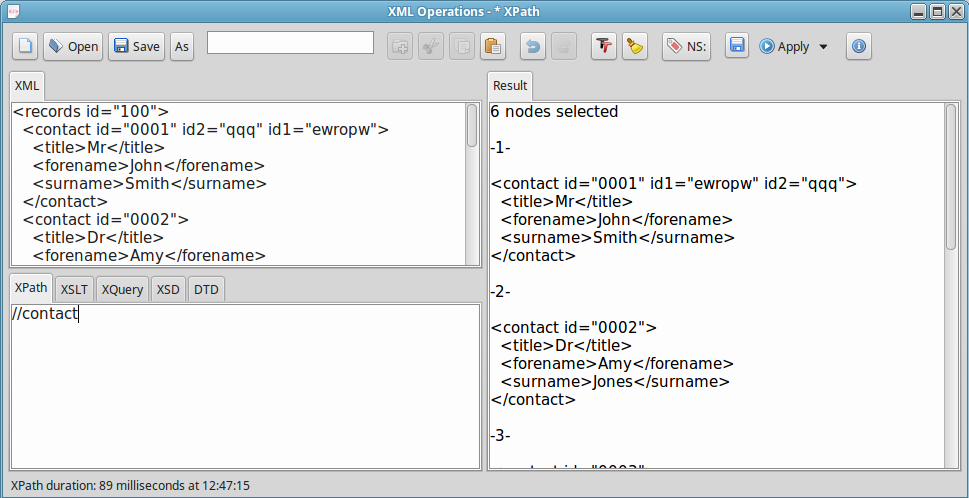 XML Operations - * XPath
Open Save As NS: Apply
XML
<records id="100">
<contact id="0001" id2="qqq" id1="ewropw">
<title>Mr</title>
<forename>John</forename>
<surname>Smith</surname>
</contact>
<contact id="0002">
<title>Dr</title>
<forename>Amy</forename>
XPath XSLT XQuery XSD DTD
//contact
Result
6 nodes selected
-1-
<contact id="0001" id1="ewropw" id2="qqq">
<title>Mr</title>
<forename>John</forename>
<surname>Smith</surname>
</contact>
-2-
<contact id="0002">
<title>Dr</title>
<forename>Amy</forename>
<surname>Jones</surname>
</contact>
-3-
XPath duration: 89 milliseconds at 12:47:15